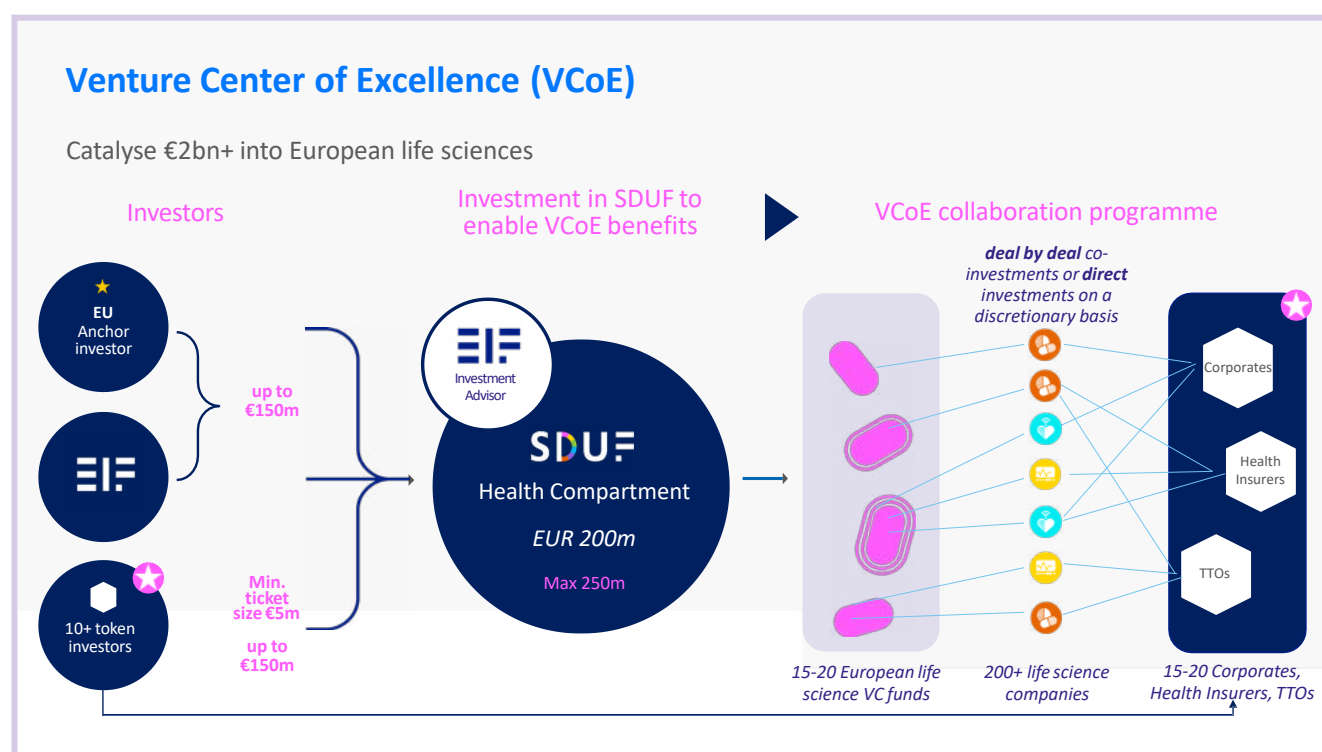 Venture Center of Excellence (VCoE)
Catalyse €2bn+ into European life sciences
Investors
Investment in SDUF to
enable VCoE benefits
VCoE collaboration programme
EU
Anchor
investor
EIF
10+ token
investors
up to
€150m
Min.
ticket
size €5m
up to
€150m
EIF
Investment
Advisor
SDUF
Health Compartment
EUR 200m
Max 250m
deal by deal co-
investments or direct
investments on a
discretionary basis
Corporates
Health
Insurers
TTOs
15-20 European life
science VC funds
200+ life science
companies
15-20 Corporates,
Health Insurers, TTOs